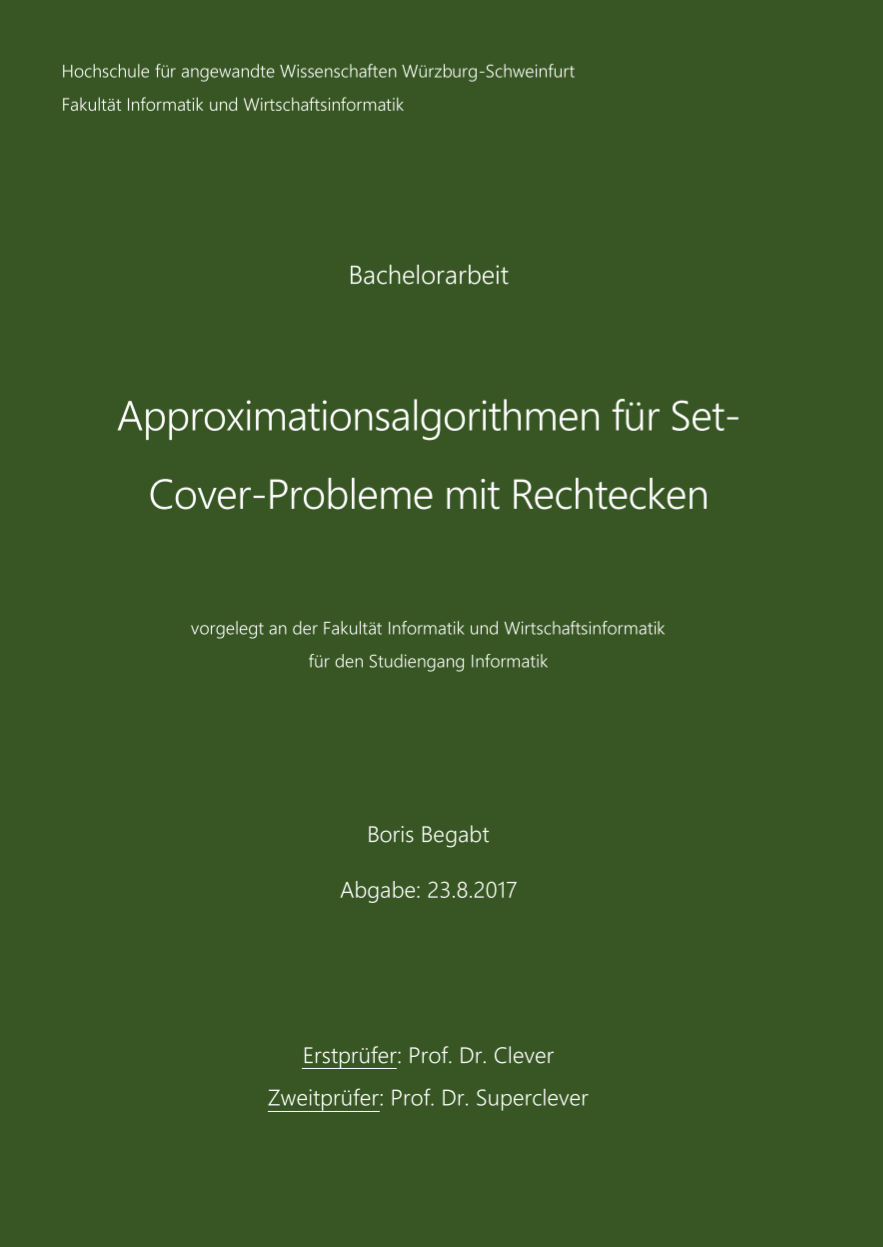 Hochschule für angewandte Wissenschaften Würzburg-Schweinfurt
Fakultät Informatik und Wirtschaftsinformatik
Bachelorarbeit
Approximationsalgorithmen für Set-
Cover-Probleme mit Rechtecken
vorgelegt an der Fakultät Informatik und Wirtschaftsinformatik
für den Studiengang Informatik
Boris Begabt
Abgabe: 23.8.2017
Erstprüfer: Prof. Dr. Clever
Zweitprüfer: Prof. Dr. Superclever